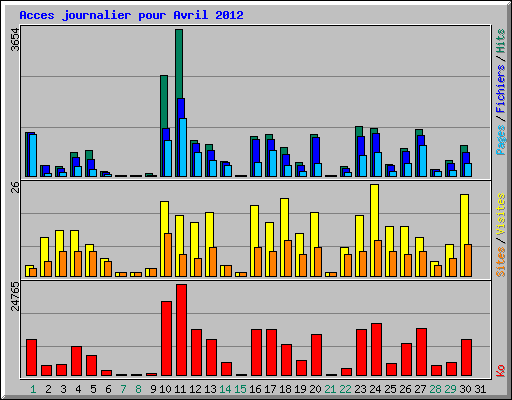 Acces journalier pour Avril 2012
3654
Pages / Fichiers / Hits
26
Sites / Visites
24765
Ko
1 2 3 4 5 6 7 8 9 10 11 12 13 14 15 16 17 18 19 20 21 22 23 24 25 26 27 28 29 30 31